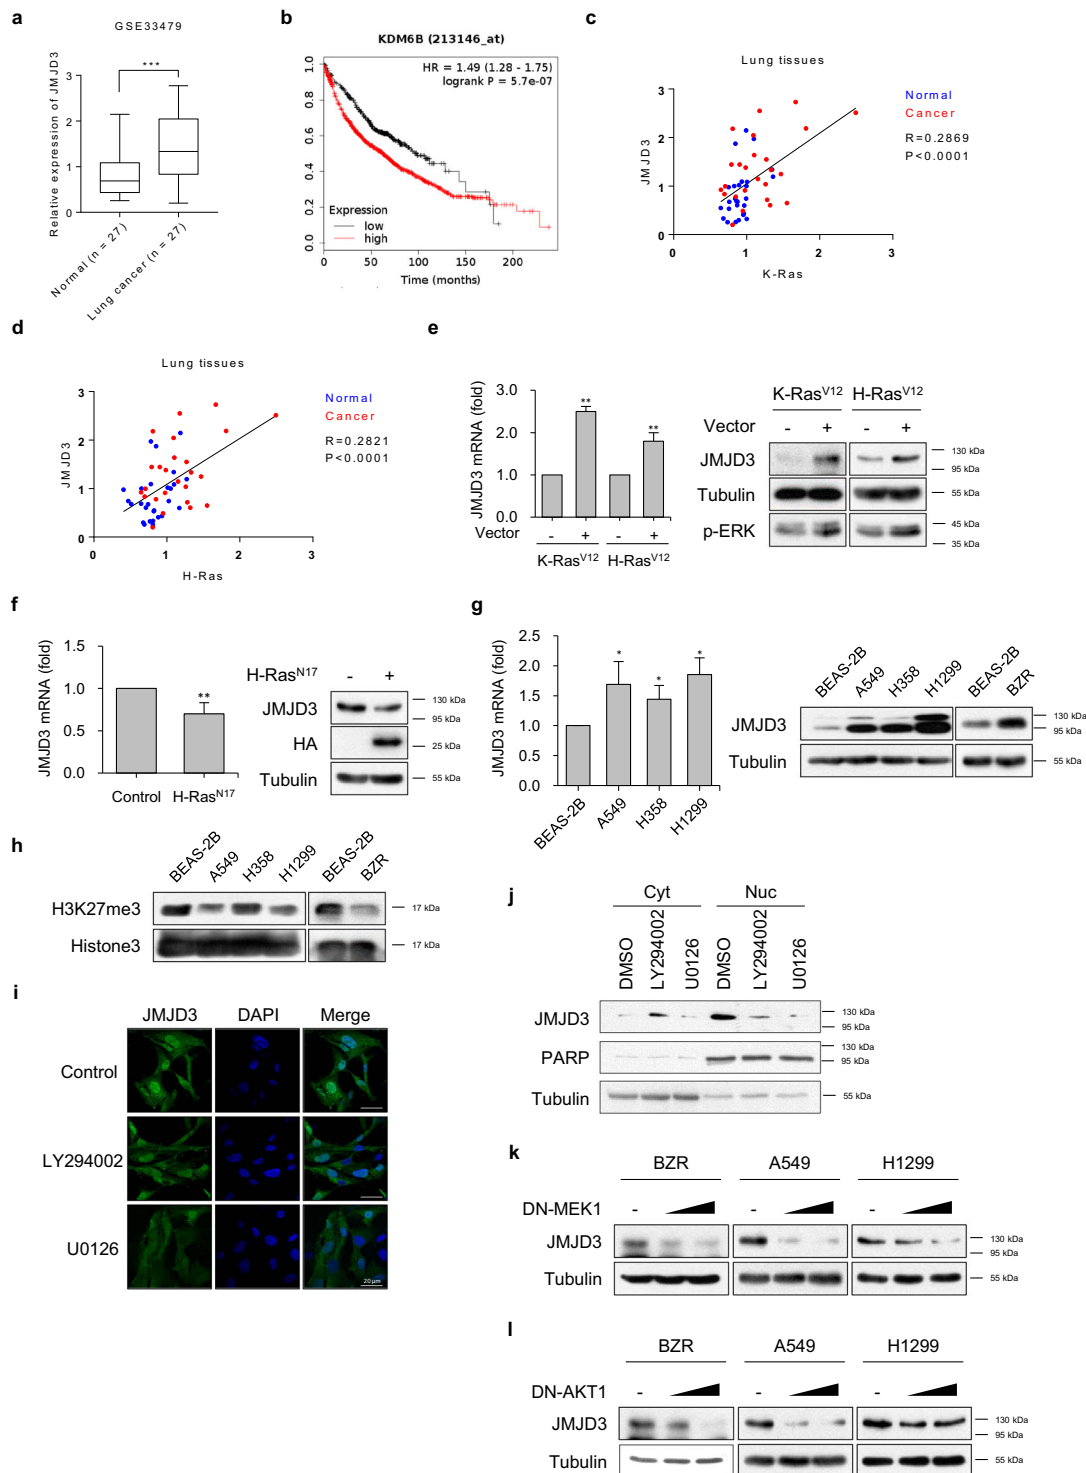 a
GSE33479
Relative expression of JMJD3
3
2
1
0
***
Normal (n = 27)
Lung cancer (n = 27)
b
KDM6B (213146_at)
HR = 1.49 (1.28 - 1.75)
logrank P = 5.7e-07
1.0
0.8
0.6
0.4
0.2
0.0
Expression
low
high
0 50 100 150 200
Time (months)
c
Lung tissues
Normal
Cancer
R=0.2869
P<0.0001
JMJD3
3
2
1
0
0 1 2 3
K-Ras
d
Lung tissues
Normal
Cancer
R=0.2821
P<0.0001
JMJD3
3
2
1
0
0 1 2 3
H-Ras
e
JMJD3 mRNA (fold)
3.0
2.0
1.0
0.0
** **
Vector - + - +
K-RasV12 H-RasV12
K-RasV12 H-RasV12
Vector - + - +
JMJD3 130 kDa
95 kDa
Tubulin 55 kDa
p-ERK 45 kDa
35 kDa
f
JMJD3 mRNA (fold)
1.5
1.0
0.5
0.0
**
Control H-RasN17
H-RasN17 - +
JMJD3 130 kDa
95 kDa
HA 25 kDa
Tubulin 55 kDa
g
JMJD3 mRNA (fold)
2.5
2.0
1.5
1.0
0.5
0.0
* * *
BEAS-2B A549 H358 H1299
BEAS-2B A549 H358 H1299 BEAS-2B BZR
JMJD3 130 kDa
95 kDa
Tubulin 55 kDa
h
BEAS-2B A549 H358 H1299 BEAS-2B BZR
H3K27me3 17 kDa
Histone3 17 kDa
i
JMJD3 DAPI Merge
Control
LY294002
U0126
20 μm
j
Cyt Nuc
DMSO LY294002 U0126 DMSO LY294002 U0126
JMJD3 130 kDa
95 kDa
PARP 130 kDa
95 kDa
Tubulin 55 kDa
k
BZR A549 H1299
DN-MEK1 - - -
JMJD3 130 kDa
95 kDa
Tubulin 55 kDa
l
BZR A549 H1299
DN-AKT1 - - -
JMJD3 130 kDa
95 kDa
Tubulin 55 kDa